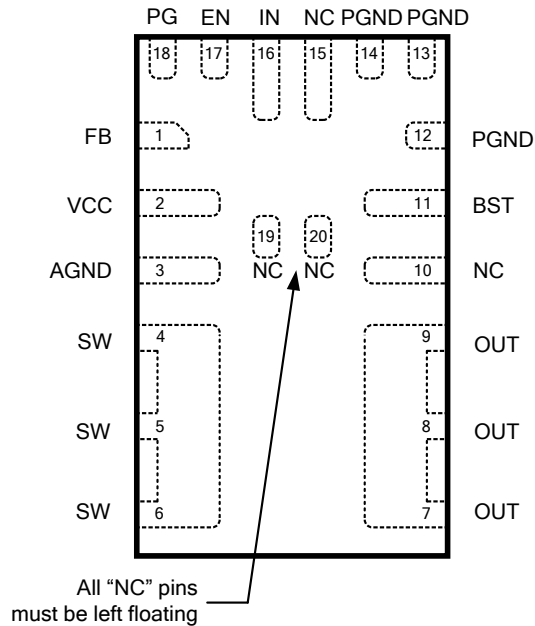 PG EN IN NC PGND PGND
18 17 16 15 14 13
FB 1 12 PGND
VCC 2 11 BST
19 20
AGND 3 NC NC 10 NC
SW 4 9 OUT
SW 5 8 OUT
SW 6 7 OUT
All “NC” pins
must be left floating